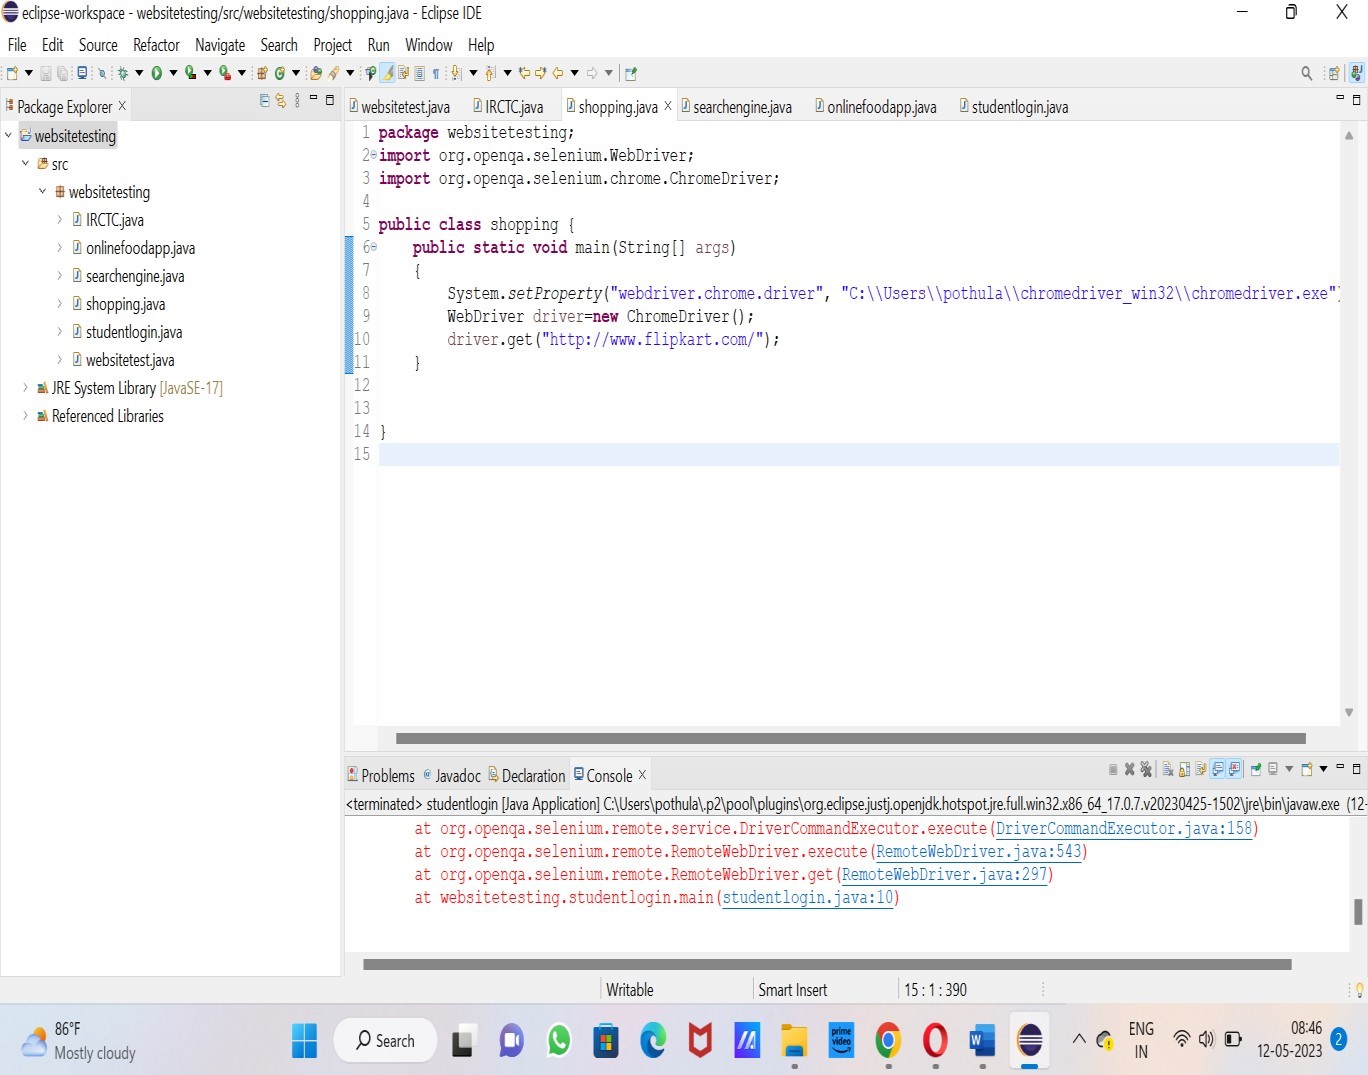 eclipse-workspace - websitetesting/src/websitetesting/shopping.java - Eclipse IDE
File Edit Source Refactor Navigate Search Project Run Window Help
Package Explorer
websitetesting
src
websitetesting
IRCTC.java
onlinefoodapp.java
searchengine.java
shopping.java
studentlogin.java
websitetest.java
JRE System Library [JavaSE-17]
Referenced Libraries
websitetest.java IRCTC.java shopping.java searchengine.java onlinefoodapp.java studentlogin.java
1 package websitetesting;
2 import org.openqa.selenium.WebDriver;
3 import org.openqa.selenium.chrome.ChromeDriver;
4
5 public class shopping {
6 public static void main(String[] args)
7 {
8 System.setProperty("webdriver.chrome.driver", "C:\\Users\\pothula\\chromedriver_win32\\chromedriver.exe")
9 WebDriver driver=new ChromeDriver();
10 driver.get("http://www.flipkart.com/");
11 }
12
13
14 }
15
Problems @ Javadoc Declaration Console
<terminated> studentlogin [Java Application] C:\Users\pothula\.p2\pool\plugins\org.eclipse.justj.openjdk.hotspot.jre.full.win32.x86_64_17.0.7.v20230425-1502\jre\bin\javaw.exe (12-
at org.openqa.selenium.remote.service.DriverCommandExecutor.execute(DriverCommandExecutor.java:158)
at org.openqa.selenium.remote.RemoteWebDriver.execute(RemoteWebDriver.java:543)
at org.openqa.selenium.remote.RemoteWebDriver.get(RemoteWebDriver.java:297)
at websitetesting.studentlogin.main(studentlogin.java:10)
Writable Smart Insert 15 : 1 : 390
86°F
Mostly cloudy
Search
prime video
W
ENG
IN
08:46
12-05-2023
2